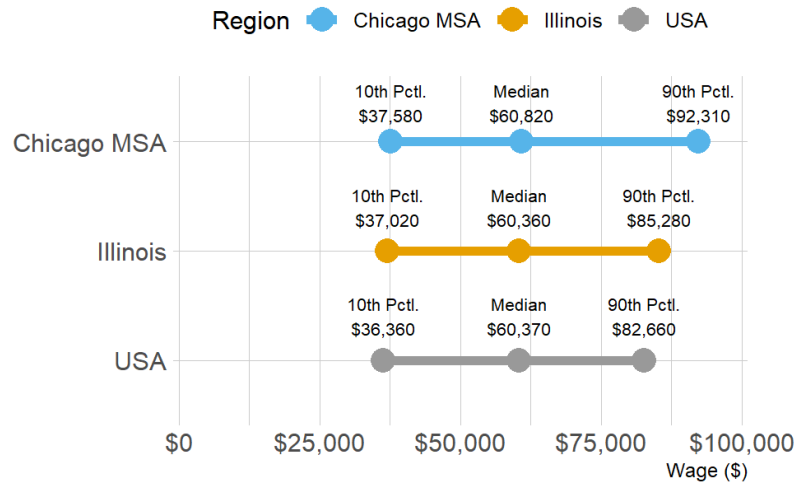 Region Chicago MSA Illinois USA
10th Pctl. Median 90th Pctl.
$37,580 $60,820 $92,310
Chicago MSA
10th Pctl. Median 90th Pctl.
$37,020 $60,360 $85,280
Illinois
10th Pctl. Median 90th Pctl.
$36,360 $60,370 $82,660
USA
$0 $25,000 $50,000 $75,000 $100,000
Wage ($)